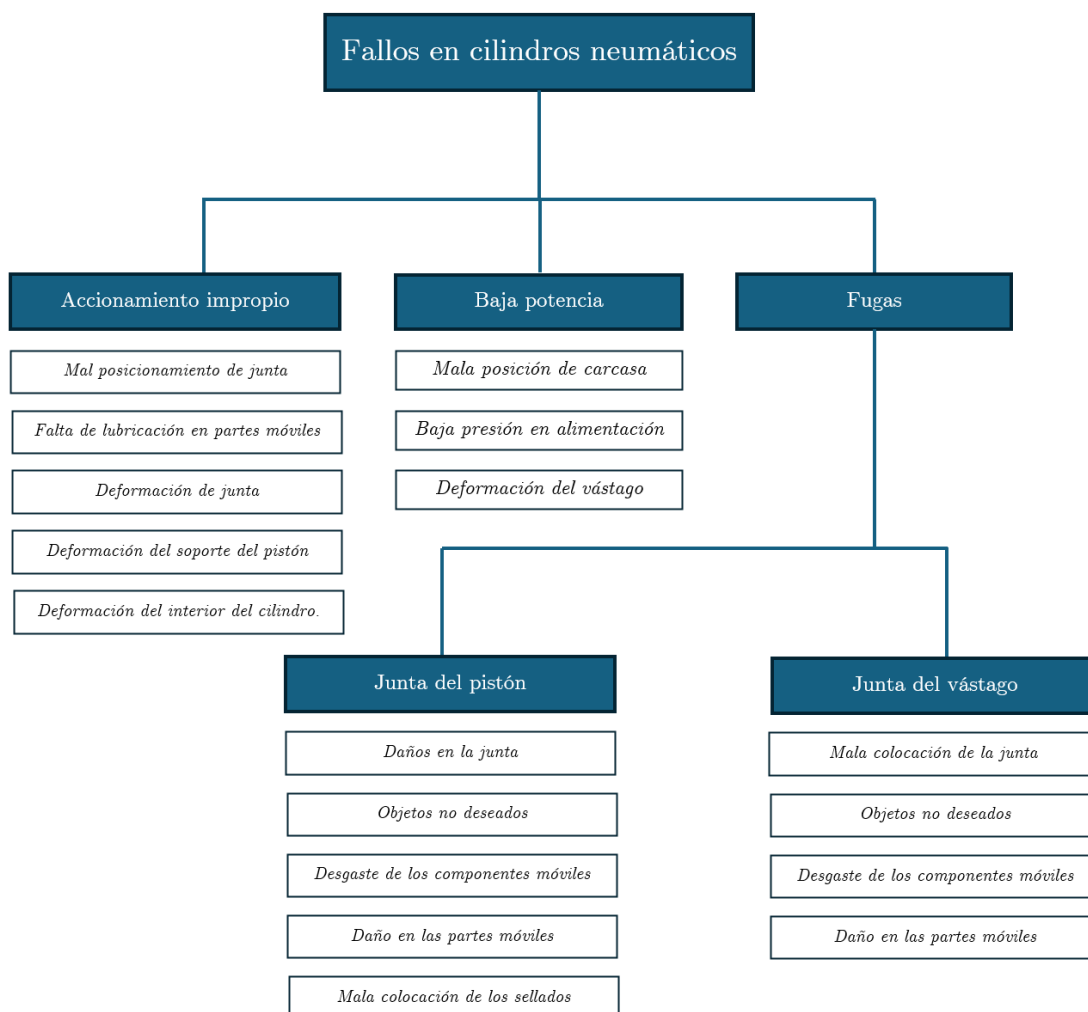 Fallos en cilindros neumáticos
Accionamiento impropio
Mal posicionamiento de junta
Falta de lubricación en partes móviles
Deformación de junta
Deformación del soporte del pistón
Deformación del interior del cilindro.
Baja potencia
Mala posición de carcasa
Baja presión en alimentación
Deformación del vástago
Fugas
Junta del pistón
Daños en la junta
Objetos no deseados
Desgaste de los componentes móviles
Daño en las partes móviles
Mala colocación de los sellados
Junta del vástago
Mala colocación de la junta
Objetos no deseados
Desgaste de los componentes móviles
Daño en las partes móviles